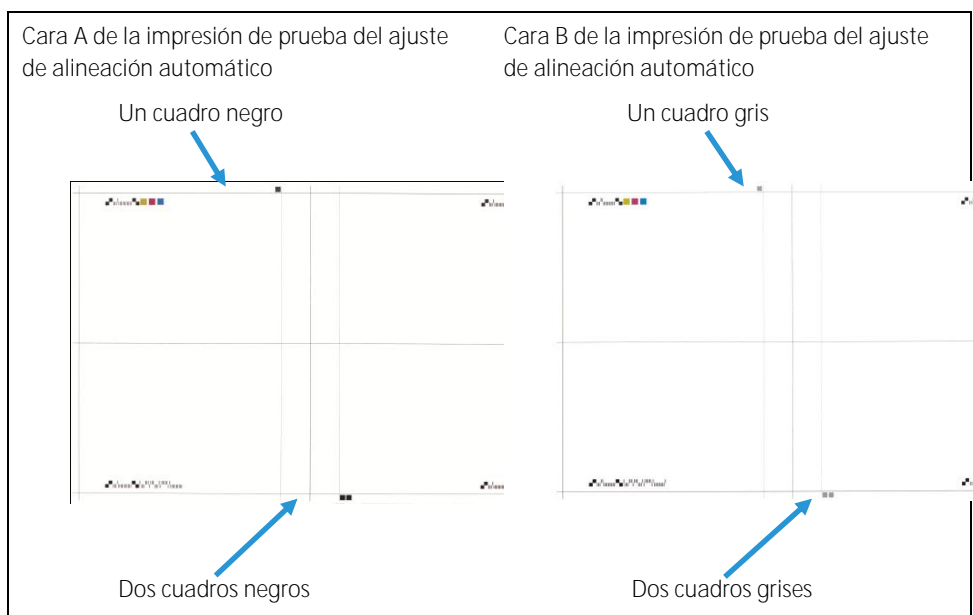 Cara A de la impresión de prueba del ajuste
de alineación automático
Un cuadro negro
Dos cuadros negros
Cara B de la impresión de prueba del ajuste
de alineación automático
Un cuadro gris
Dos cuadros grises